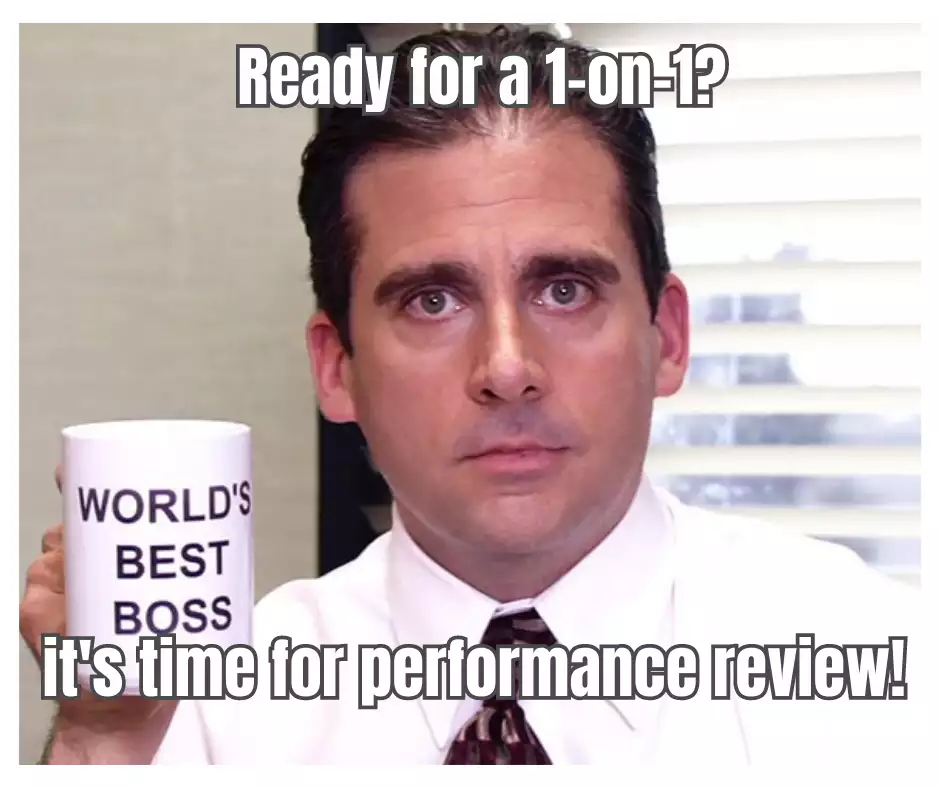 Ready for a 1-on-1?
WORLD'S
BEST
BOSS
it's time for performance review!